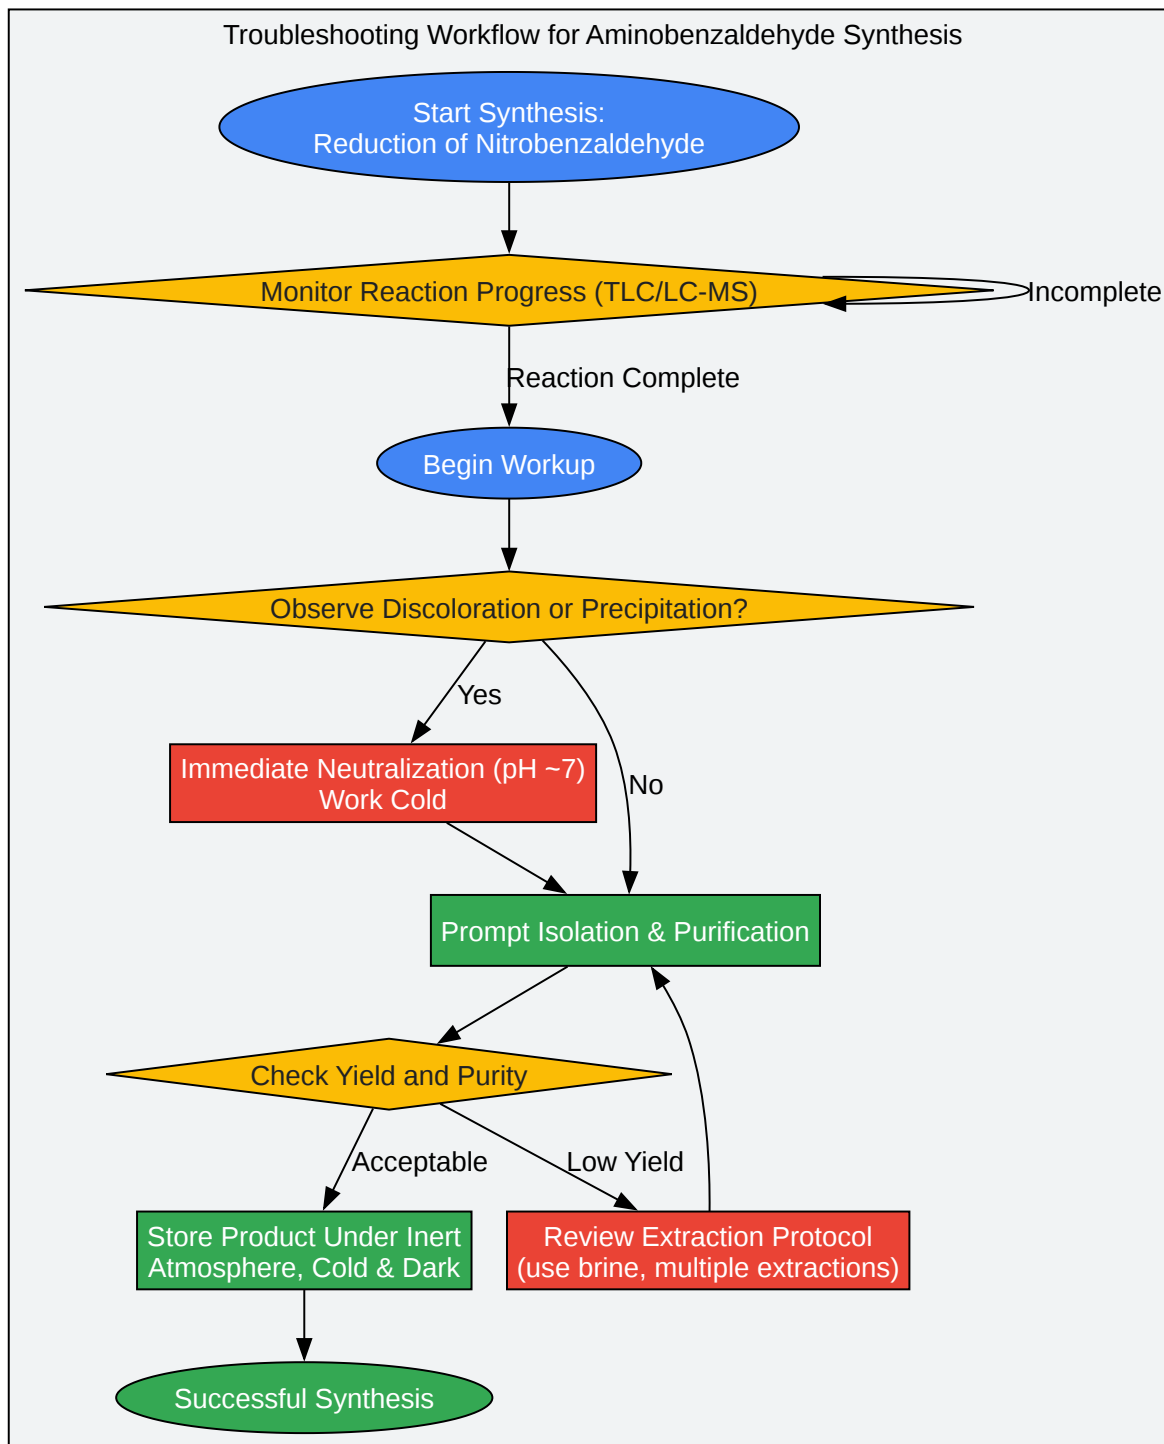 Troubleshooting Workflow for Aminobenzaldehyde Synthesis
Start Synthesis:
Reduction of Nitrobenzaldehyde
Monitor Reaction Progress (TLC/LC-MS)
Incomplete
Reaction Complete
Begin Workup
Observe Discoloration or Precipitation?
Yes
Immediate Neutralization (pH ~7)
Work Cold
No
Prompt Isolation & Purification
Check Yield and Purity
Acceptable
Low Yield
Store Product Under Inert
Atmosphere, Cold & Dark
Review Extraction Protocol
(use brine, multiple extractions)
Successful Synthesis